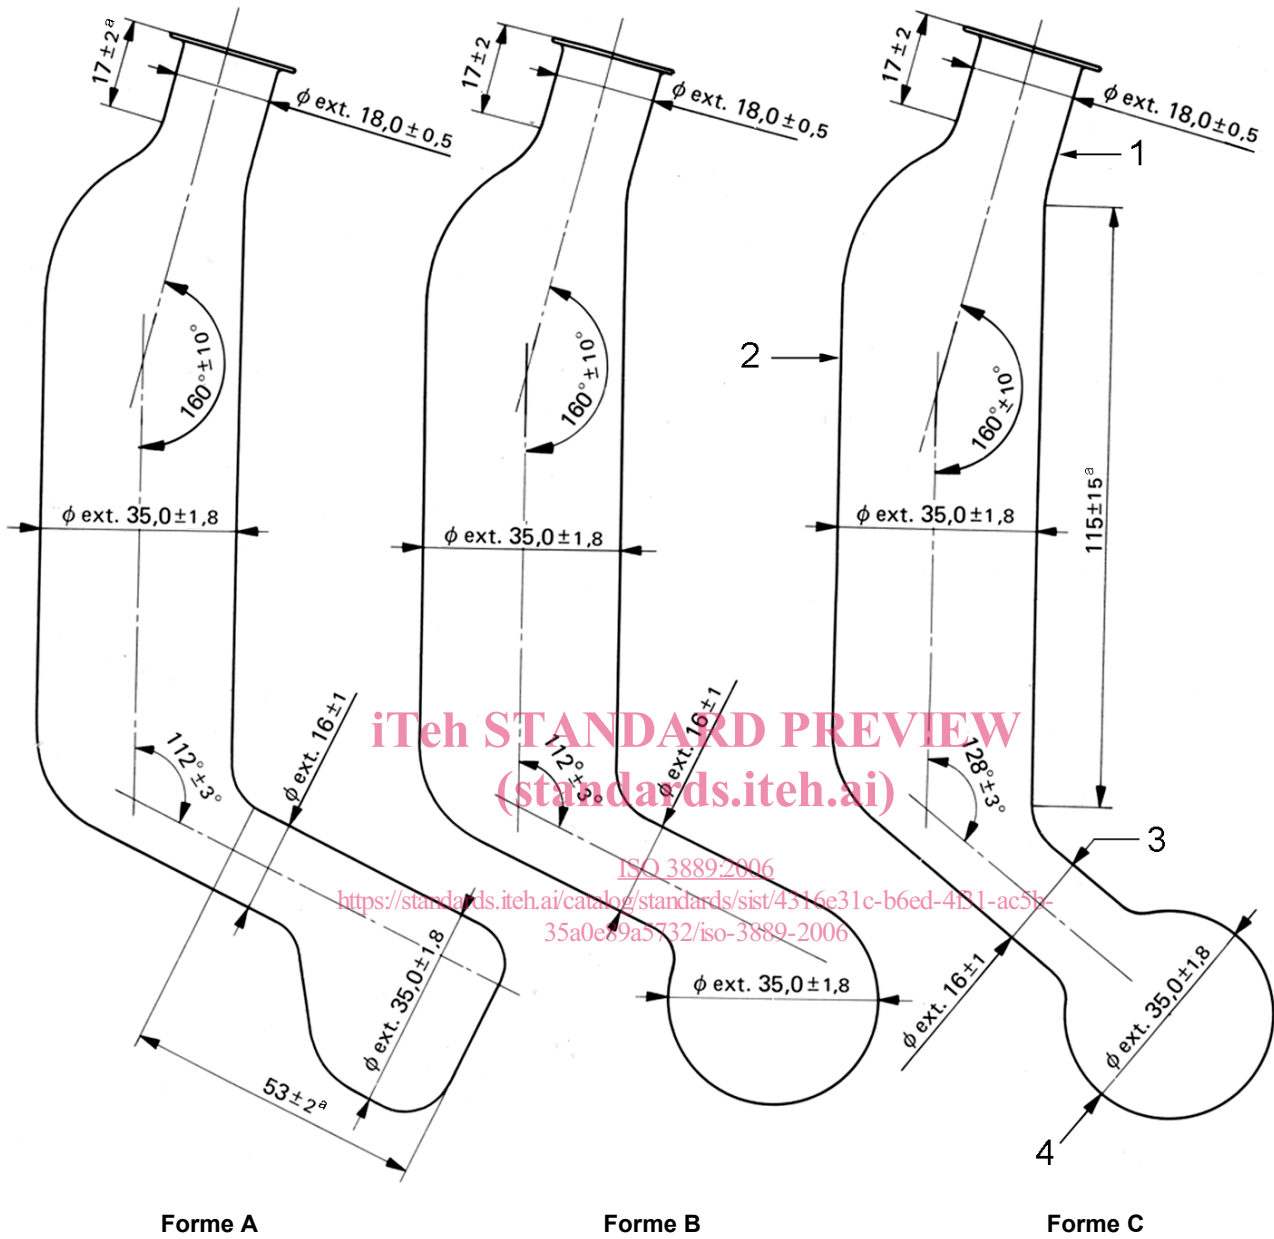 17±2ᵃ
ϕ ext. 18,0±0,5
160°±10°
ϕ ext. 35,0±1,8
112°±3°
ϕ ext. 16±1
ϕ ext. 35,0±1,8
53±2ᵃ
Forme A
17±2
ϕ ext. 18,0±0,5
160°±10°
ϕ ext. 35,0±1,8
112°±3°
ϕ ext. 16±1
ϕ ext. 35,0±1,8
Forme B
17±2
ϕ ext. 18,0±0,5
1
2
160°±10°
ϕ ext. 35,0±1,8
115±15ᵃ
128°±3°
3
ϕ ext. 16±1
ϕ ext. 35,0±1,8
4
Forme C
iTeh STANDARD PREVIEW
(standards.iteh.ai)
ISO 3889:2006
https://standards.iteh.ai/catalog/standards/sist/4316e31c-b6ed-4f31-ac5b-
35a0e89a5732/iso-3889-2006